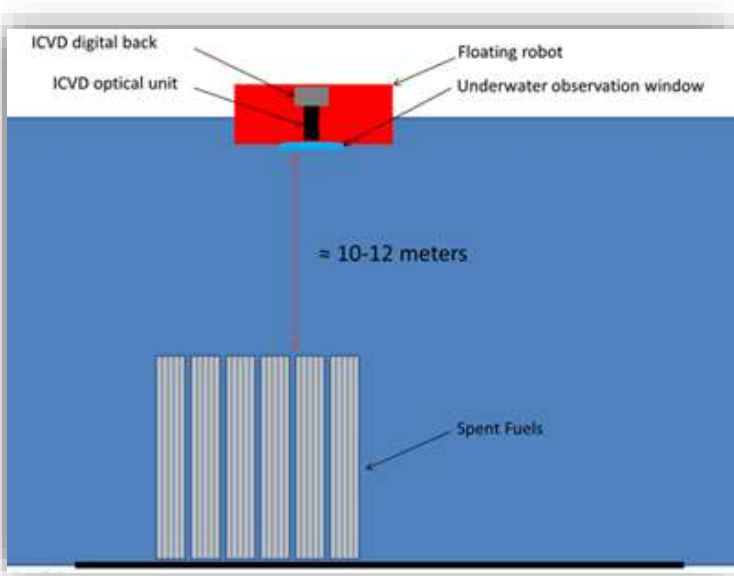 ICVD digital back
Floating robot
ICVD optical unit
Underwater observation window
≈ 10-12 meters
Spent Fuels